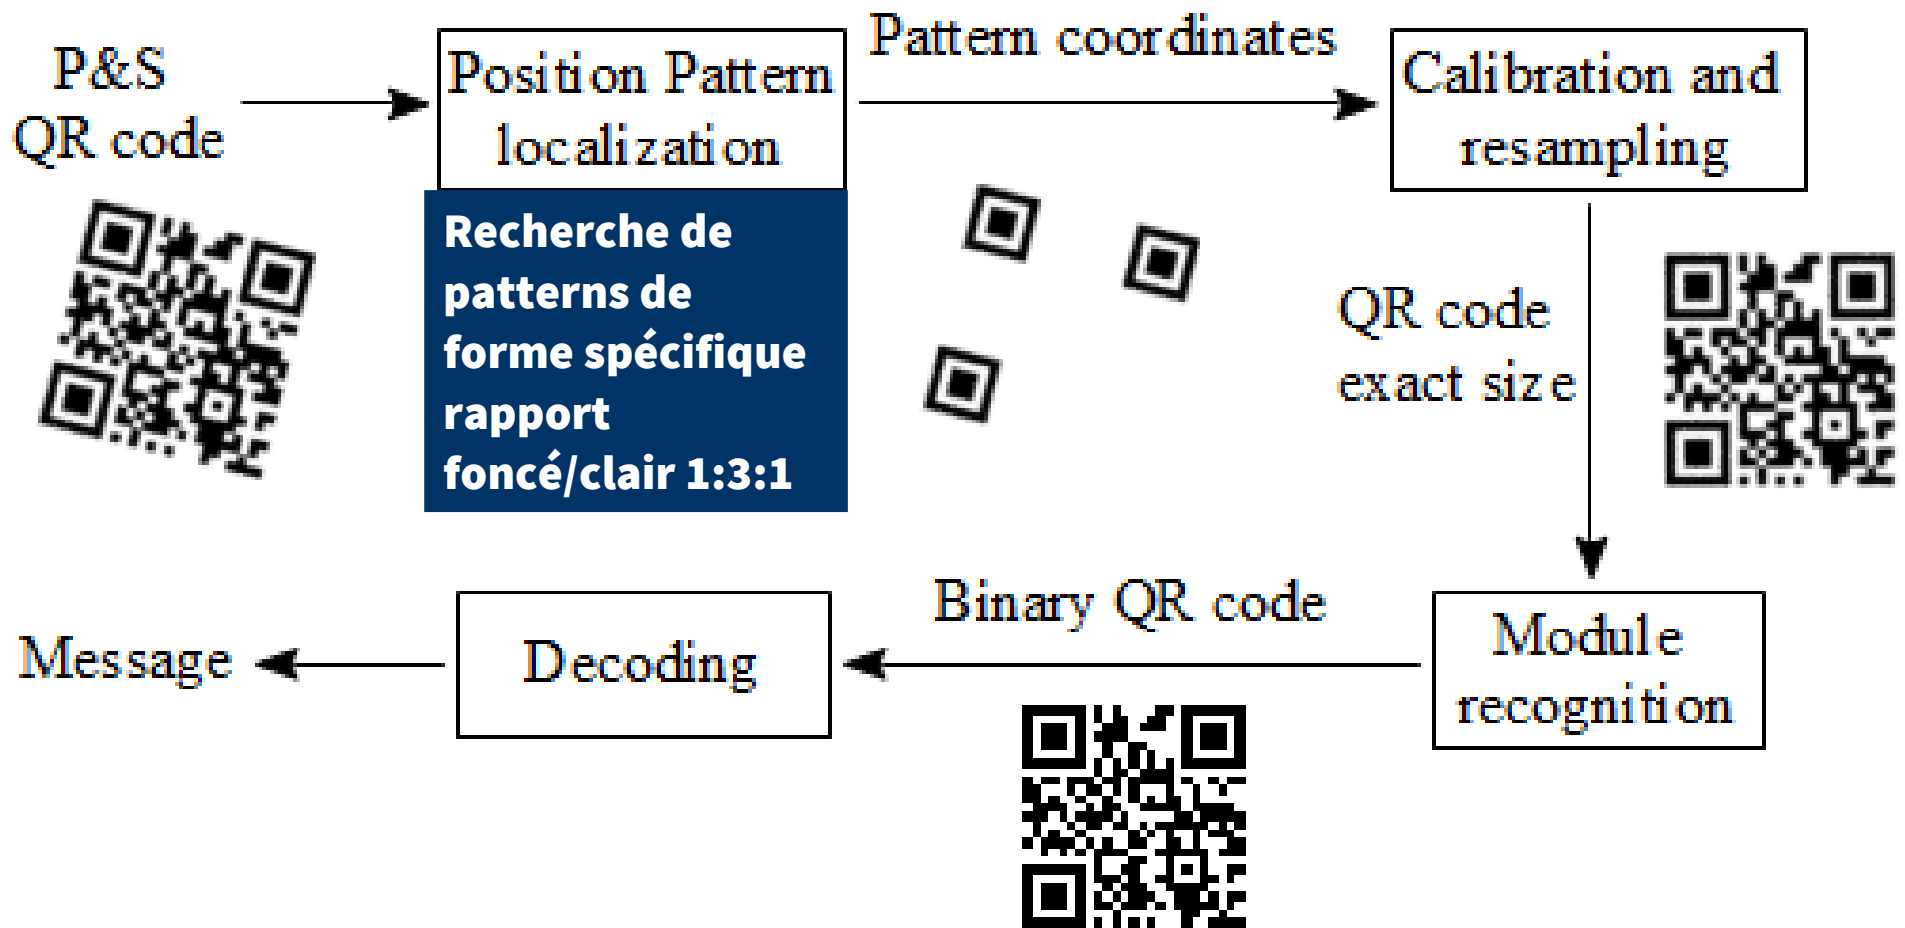 P&S
QR code
Position Pattern
localization
Pattern coordinates
Calibration and
resampling
Recherche de
patterns de
forme spécifique
rapport
foncé/clair 1:3:1
QR code
exact size
Module
recognition
Binary QR code
Decoding
Message